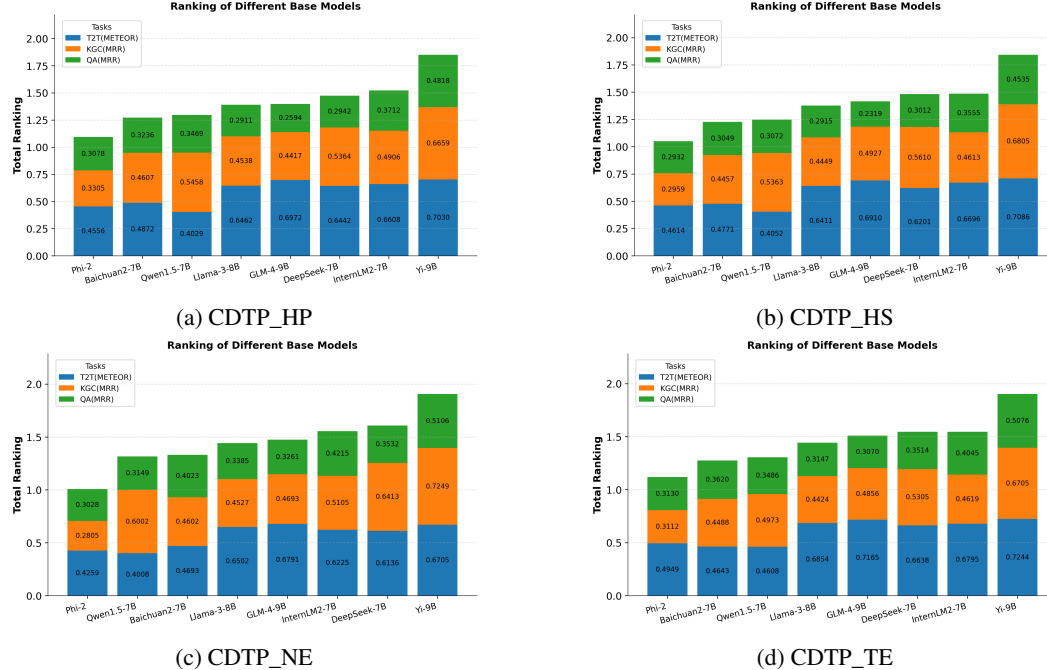 Ranking of Different Base Models
Total Ranking
2.00
1.75
1.50
1.25
1.00
0.75
0.50
0.25
0.00
Tasks
T2T(METEOR)
KGC(MRR)
QA(MRR)
0.3078
0.3305
0.4556
0.3236
0.4607
0.4872
0.3469
0.5458
0.4029
0.2911
0.4538
0.6462
0.2594
0.4417
0.6972
0.2942
0.5364
0.6442
0.3712
0.4906
0.6608
0.4818
0.6659
0.7030
Phi-2
Baichuan2-7B
Qwen1.5-7B
Llama-3-8B
GLM-4-9B
DeepSeek-7B
InternLM2-7B
Yi-9B
(a) CDTP_HP
Ranking of Different Base Models
Total Ranking
2.00
1.75
1.50
1.25
1.00
0.75
0.50
0.25
0.00
Tasks
T2T(METEOR)
KGC(MRR)
QA(MRR)
0.2932
0.2959
0.4614
0.3049
0.4457
0.4771
0.3072
0.5363
0.4052
0.2915
0.4449
0.6411
0.2319
0.4927
0.6910
0.3012
0.5610
0.6201
0.3555
0.4613
0.6696
0.4535
0.6805
0.7086
Phi-2
Baichuan2-7B
Qwen1.5-7B
Llama-3-8B
GLM-4-9B
DeepSeek-7B
InternLM2-7B
Yi-9B
(b) CDTP_HS
Ranking of Different Base Models
Total Ranking
2.0
1.5
1.0
0.5
0.0
Tasks
T2T(METEOR)
KGC(MRR)
QA(MRR)
0.3028
0.2805
0.4259
0.3149
0.6002
0.4008
0.4023
0.4602
0.4693
0.3385
0.4527
0.6502
0.3261
0.4693
0.6791
0.4215
0.5105
0.6225
0.3532
0.6413
0.6136
0.5106
0.7249
0.6705
Phi-2
Qwen1.5-7B
Baichuan2-7B
Llama-3-8B
GLM-4-9B
InternLM2-7B
DeepSeek-7B
Yi-9B
(c) CDTP_NE
Ranking of Different Base Models
Total Ranking
2.0
1.5
1.0
0.5
0.0
Tasks
T2T(METEOR)
KGC(MRR)
QA(MRR)
0.3130
0.3112
0.4949
0.3620
0.4488
0.4643
0.3486
0.4973
0.4608
0.3147
0.4424
0.6854
0.3070
0.4856
0.7165
0.3514
0.5305
0.6638
0.4045
0.4619
0.6795
0.5076
0.6705
0.7244
Phi-2
Baichuan2-7B
Qwen1.5-7B
Llama-3-8B
GLM-4-9B
DeepSeek-7B
InternLM2-7B
Yi-9B
(d) CDTP_TE